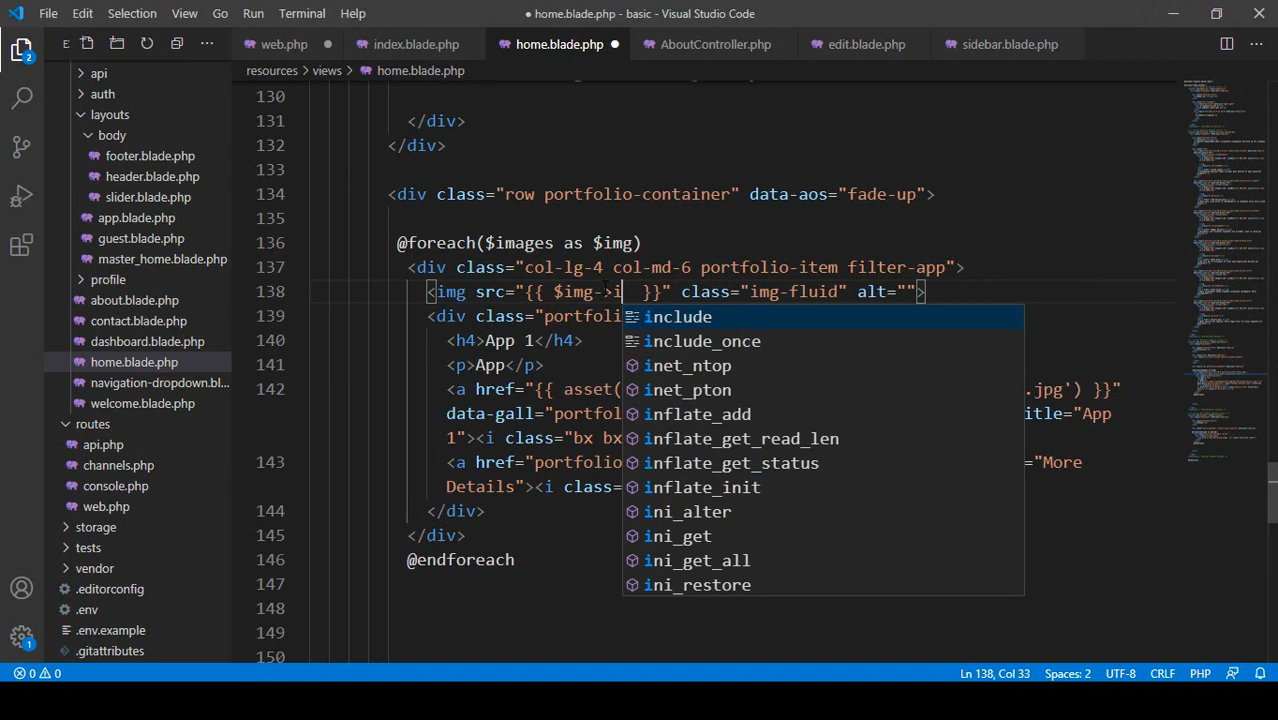 File Edit Selection View Go Run Terminal Help
home.blade.php - basic - Visual Studio Code
E
web.php
index.blade.php
home.blade.php
AboutController.php
edit.blade.php
sidebar.blade.php
resources > views > home.blade.php
2
api
auth
layouts
body
footer.blade.php
header.blade.php
slider.blade.php
app.blade.php
guest.blade.php
master_home.blade.php
profile
about.blade.php
contact.blade.php
dashboard.blade.php
home.blade.php
navigation-dropdown.bl...
welcome.blade.php
routes
api.php
channels.php
console.php
web.php
storage
tests
vendor
.editorconfig
.env
.env.example
.gitattributes
1
130
131 </div>
132 </div>
133
134 <div class="row portfolio-container" data-aos="fade-up">
135
136 @foreach($images as $img)
137 <div class="col-lg-4 col-md-6 portfolio-item filter-app">
138 <img src="{{ $img->i }}" class="img-fluid" alt="">
139 <div class="portfoli
140 <h4>App 1</h4>
141 <p>App</p>
142 <a href="{{ asset( .jpg') }}"
data-gall="portfol itle="App
1"><i class="bx bx
143 <a href="portfolio ="More
Details"><i class=
144 </div>
145 </div>
146 @endforeach
147
148
149
150
include
include_once
inet_ntop
inet_pton
inflate_add
inflate_get_read_len
inflate_get_status
inflate_init
ini_alter
ini_get
ini_get_all
ini_restore
0 0 Ln 138, Col 33 Spaces: 2 UTF-8 CRLF PHP